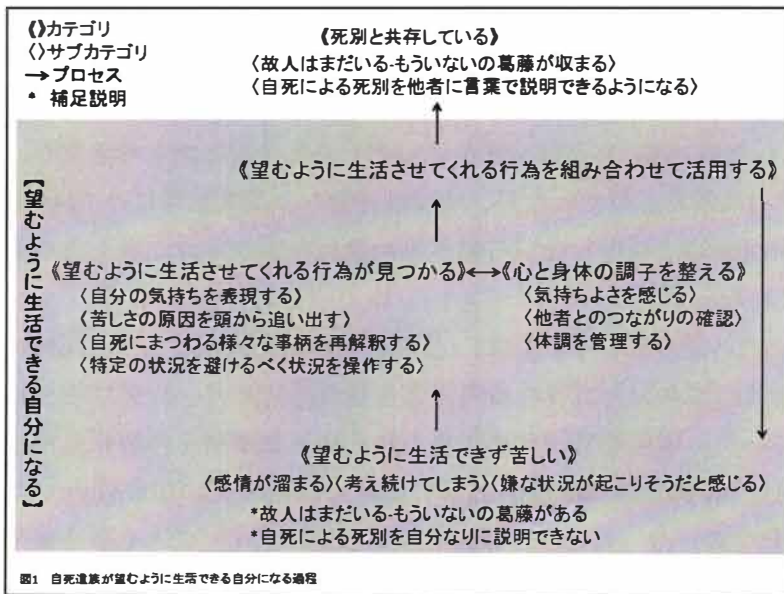 《》カテゴリ
〈〉サブカテゴリ
→プロセス
* 補足説明
《死別と共存している》
〈故人はまだいる-もういないの葛藤が収まる〉
〈自死による死別を他者に言葉で説明できるようになる〉
【望むように生活できる自分になる】
《望むように生活させてくれる行為を組み合わせて活用する》
《望むように生活させてくれる行為が見つかる》↔《心と身体の調子を整える》
〈自分の気持ちを表現する〉
〈苦しさの原因を頭から追い出す〉
〈自死にまつわる様々な事柄を再解釈する〉
〈特定の状況を避けるべく状況を操作する〉
〈気持ちよさを感じる〉
〈他者とのつながりの確認〉
〈体調を管理する〉
《望むように生活できず苦しい》
〈感情が溜まる〉〈考え続けてしまう〉〈嫌な状況が起こりそうだと感じる〉
*故人はまだいる-もういないの葛藤がある
*自死による死別を自分なりに説明できない
図1 自死遺族が望むように生活できる自分になる過程